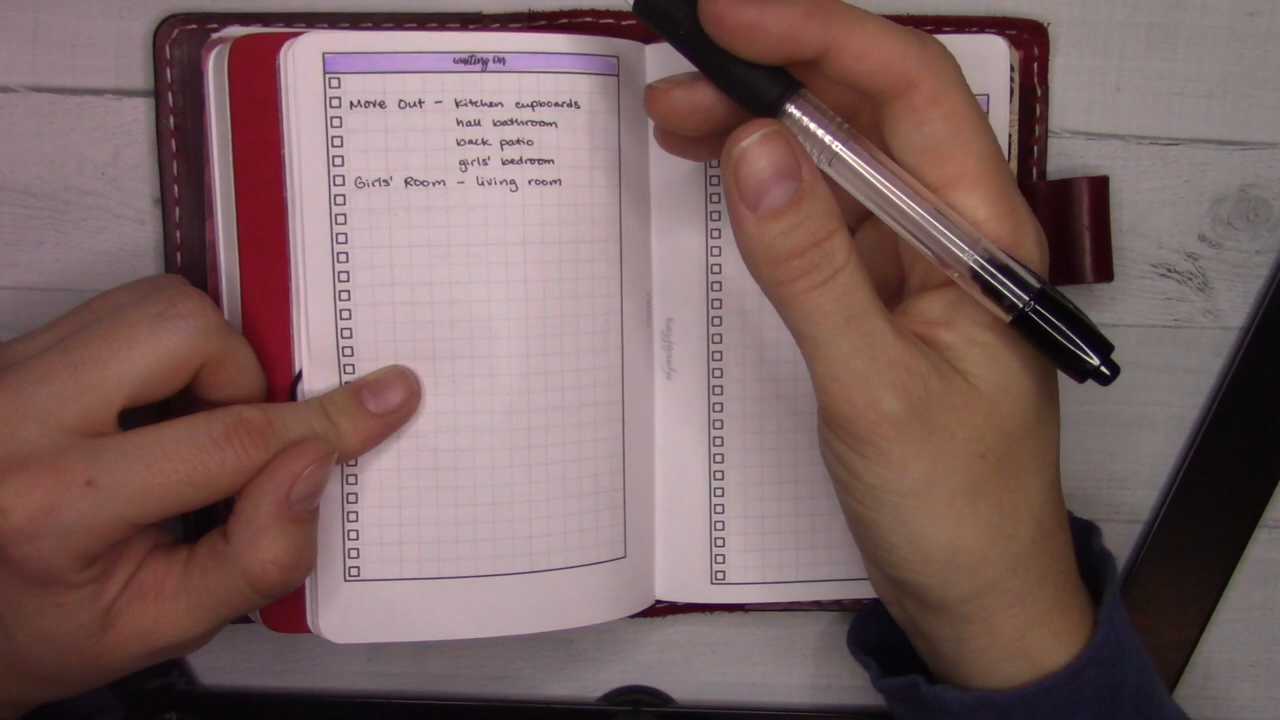 waiting on
Move Out - kitchen cupboards
hall bathroom
back patio
girls' bedroom
Girls' Room - living room